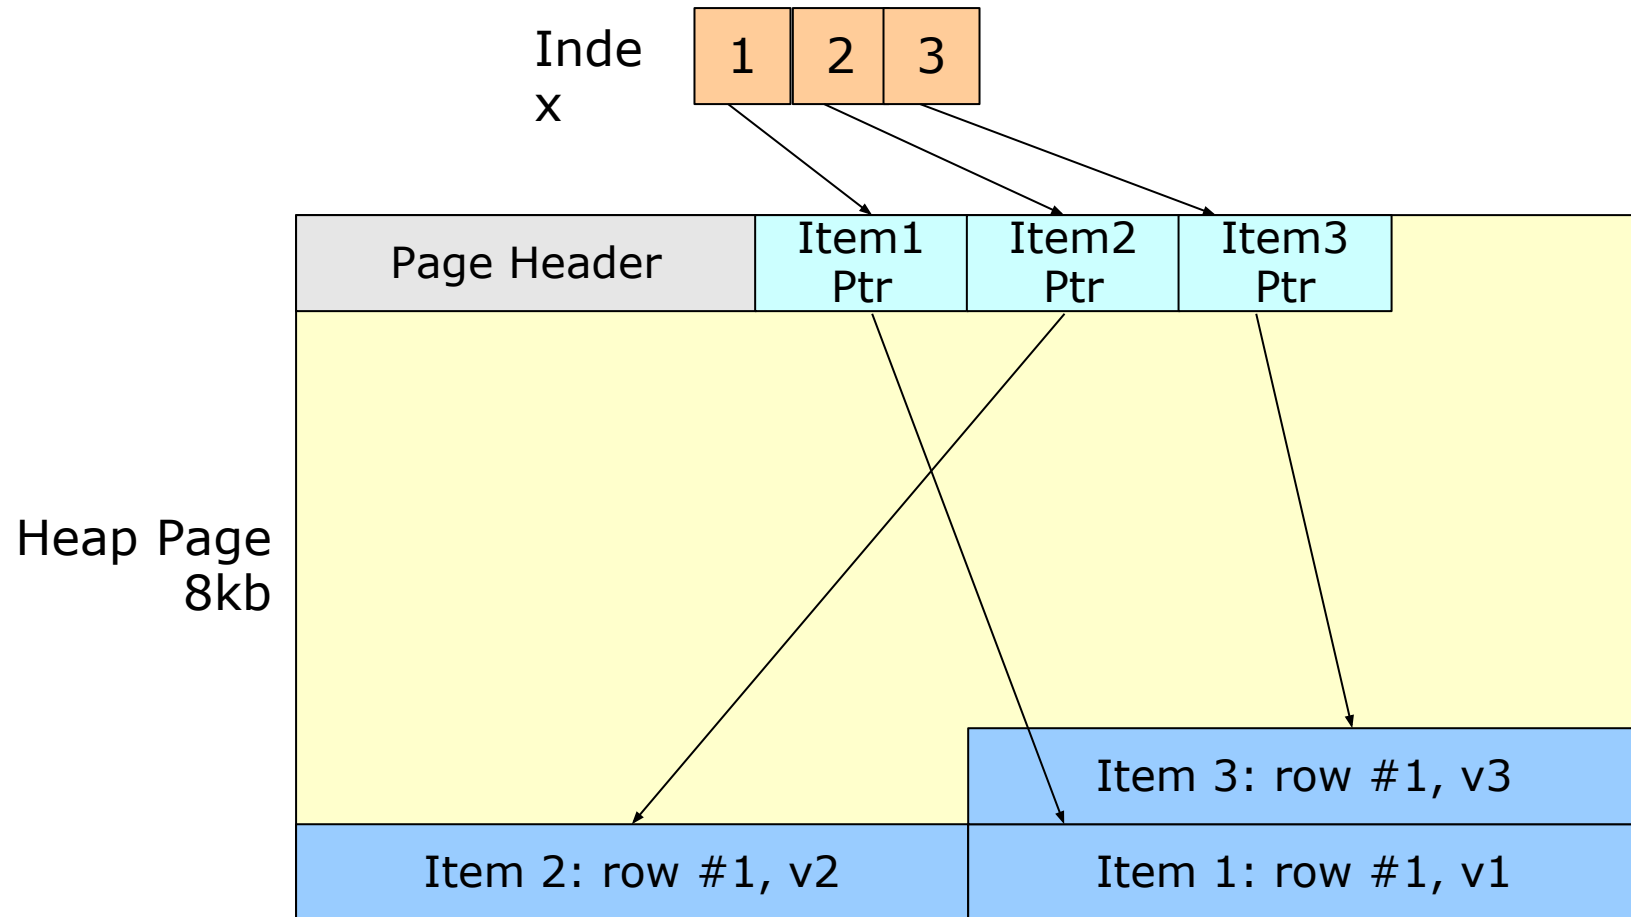 Inde
x
1
2
3
Page Header
Item1
Ptr
Item2
Ptr
Item3
Ptr
Heap Page
8kb
Item 3: row #1, v3
Item 2: row #1, v2
Item 1: row #1, v1